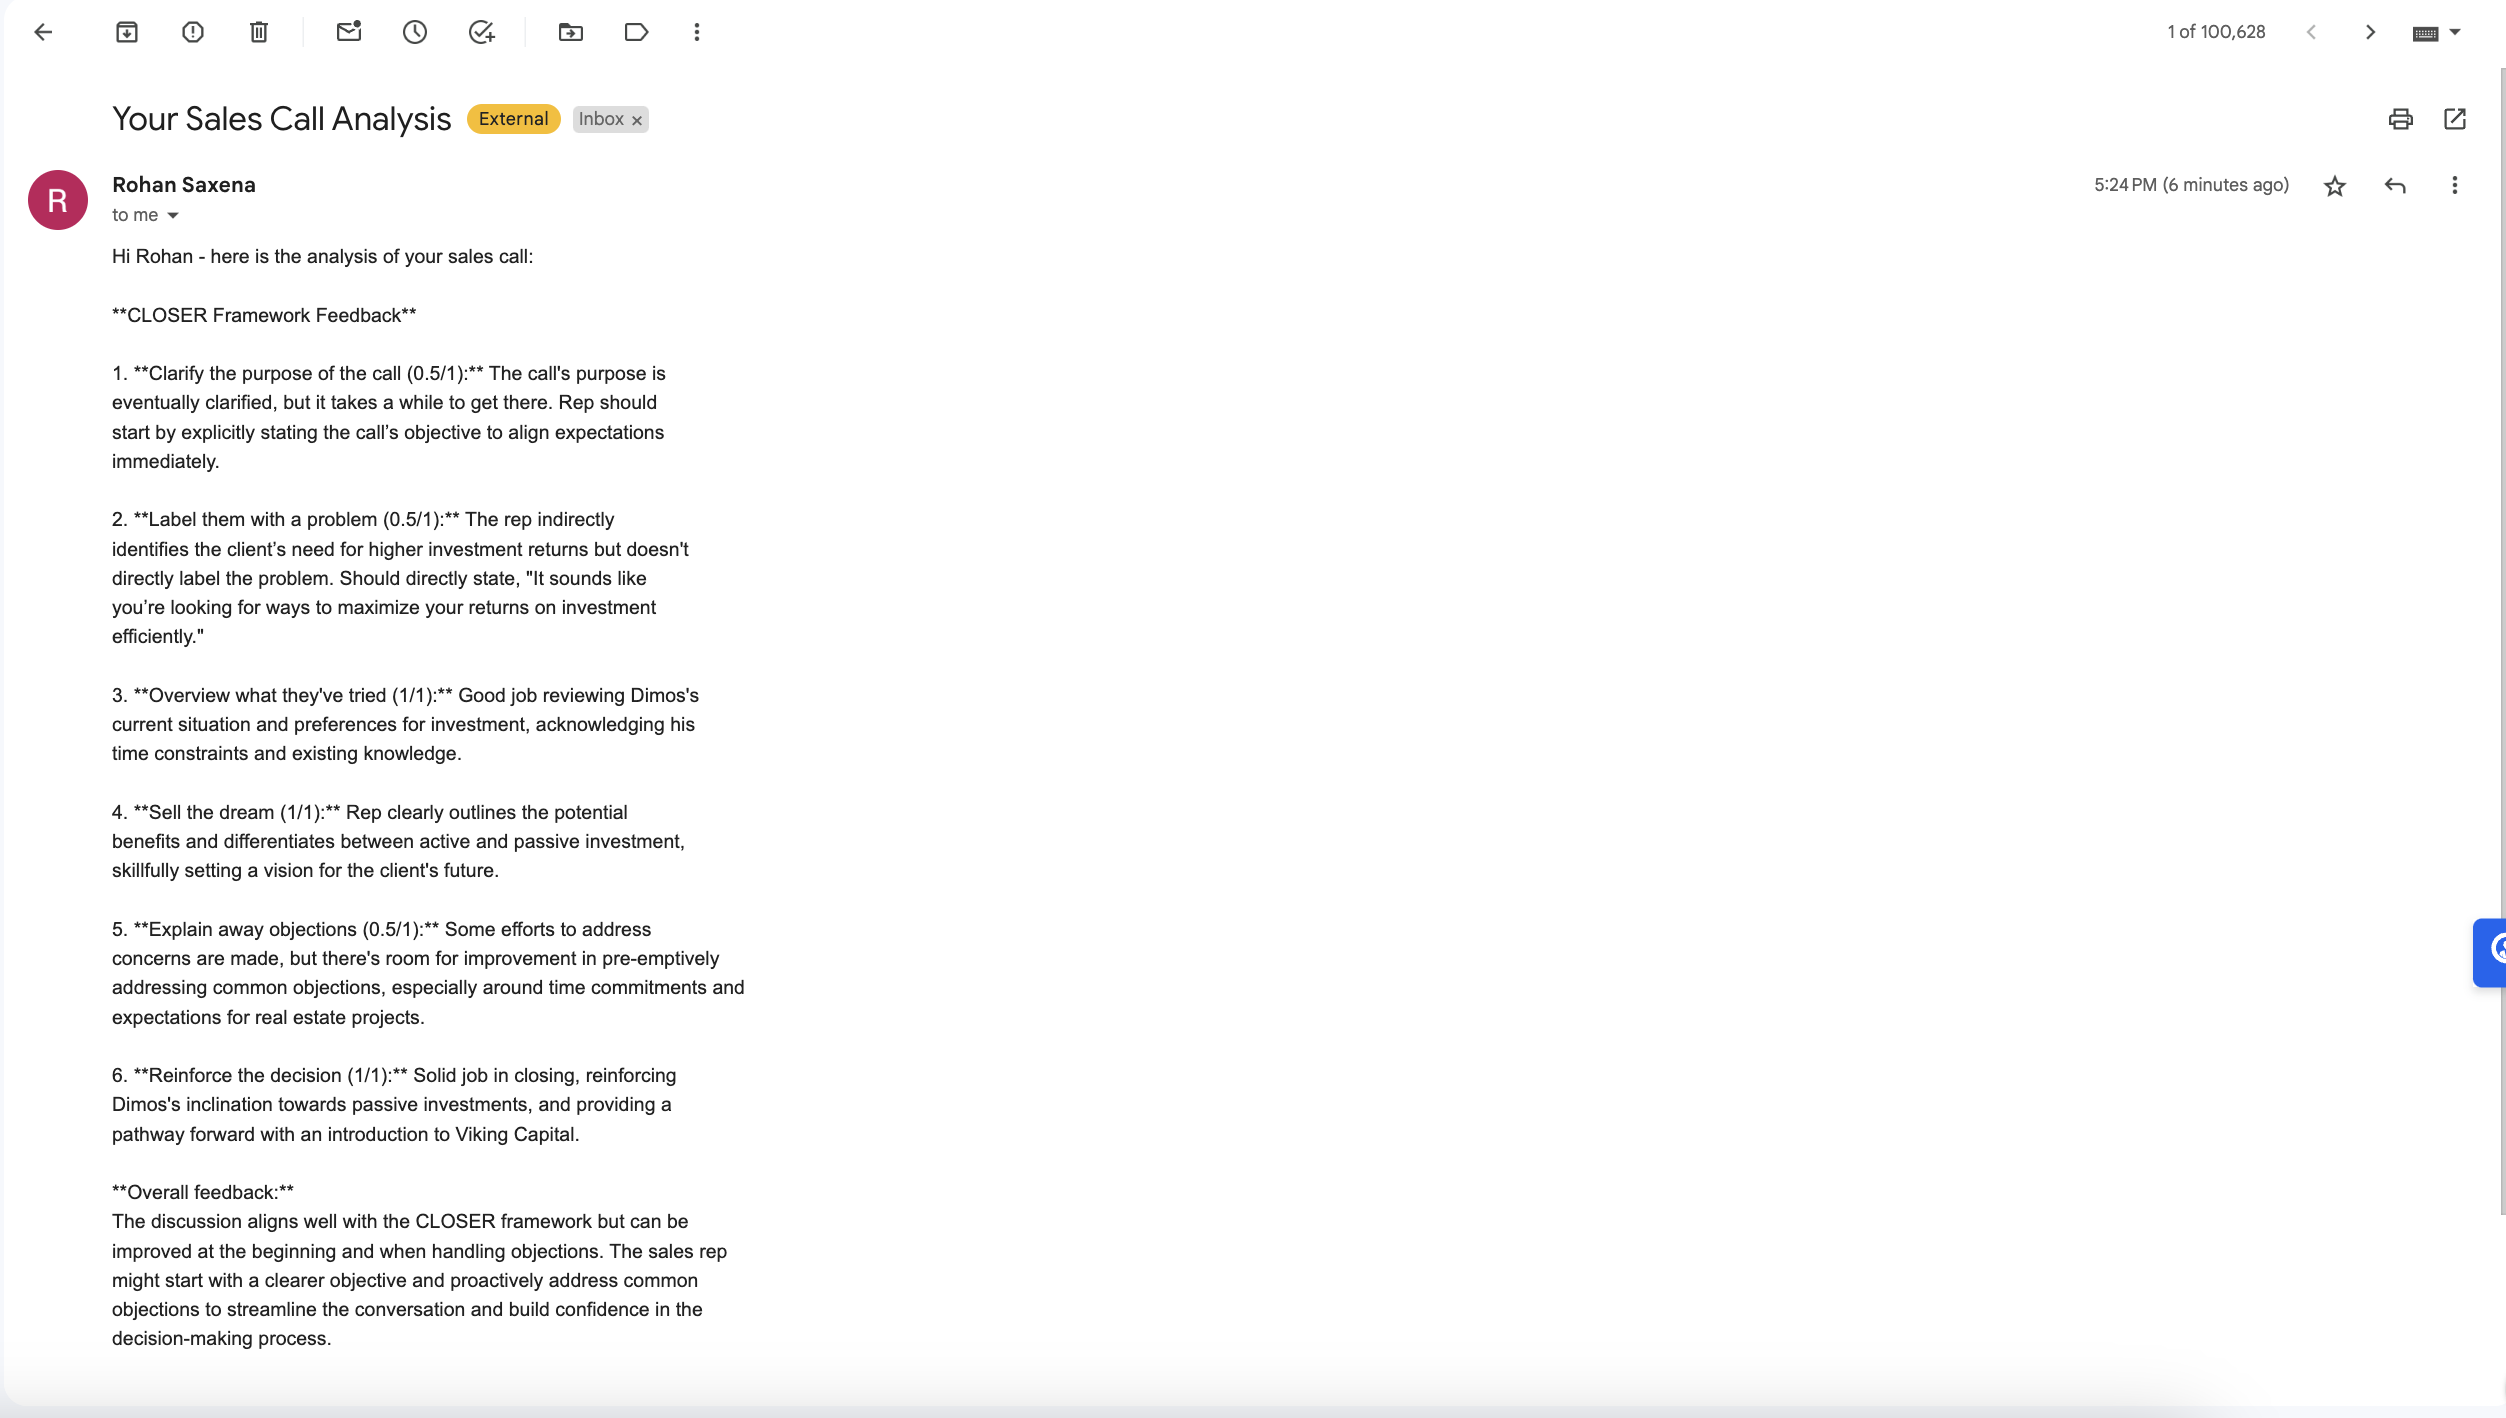 1 of 100,628
Your Sales Call Analysis External Inbox ×
R
Rohan Saxena
5:24 PM (6 minutes ago)
to me
Hi Rohan - here is the analysis of your sales call:
**CLOSER Framework Feedback**
1. **Clarify the purpose of the call (0.5/1):** The call's purpose is
eventually clarified, but it takes a while to get there. Rep should
start by explicitly stating the call’s objective to align expectations
immediately.
2. **Label them with a problem (0.5/1):** The rep indirectly
identifies the client’s need for higher investment returns but doesn't
directly label the problem. Should directly state, "It sounds like
you’re looking for ways to maximize your returns on investment
efficiently."
3. **Overview what they've tried (1/1):** Good job reviewing Dimos's
current situation and preferences for investment, acknowledging his
time constraints and existing knowledge.
4. **Sell the dream (1/1):** Rep clearly outlines the potential
benefits and differentiates between active and passive investment,
skillfully setting a vision for the client's future.
5. **Explain away objections (0.5/1):** Some efforts to address
concerns are made, but there's room for improvement in pre-emptively
addressing common objections, especially around time commitments and
expectations for real estate projects.
6. **Reinforce the decision (1/1):** Solid job in closing, reinforcing
Dimos's inclination towards passive investments, and providing a
pathway forward with an introduction to Viking Capital.
**Overall feedback:**
The discussion aligns well with the CLOSER framework but can be
improved at the beginning and when handling objections. The sales rep
might start with a clearer objective and proactively address common
objections to streamline the conversation and build confidence in the
decision-making process.